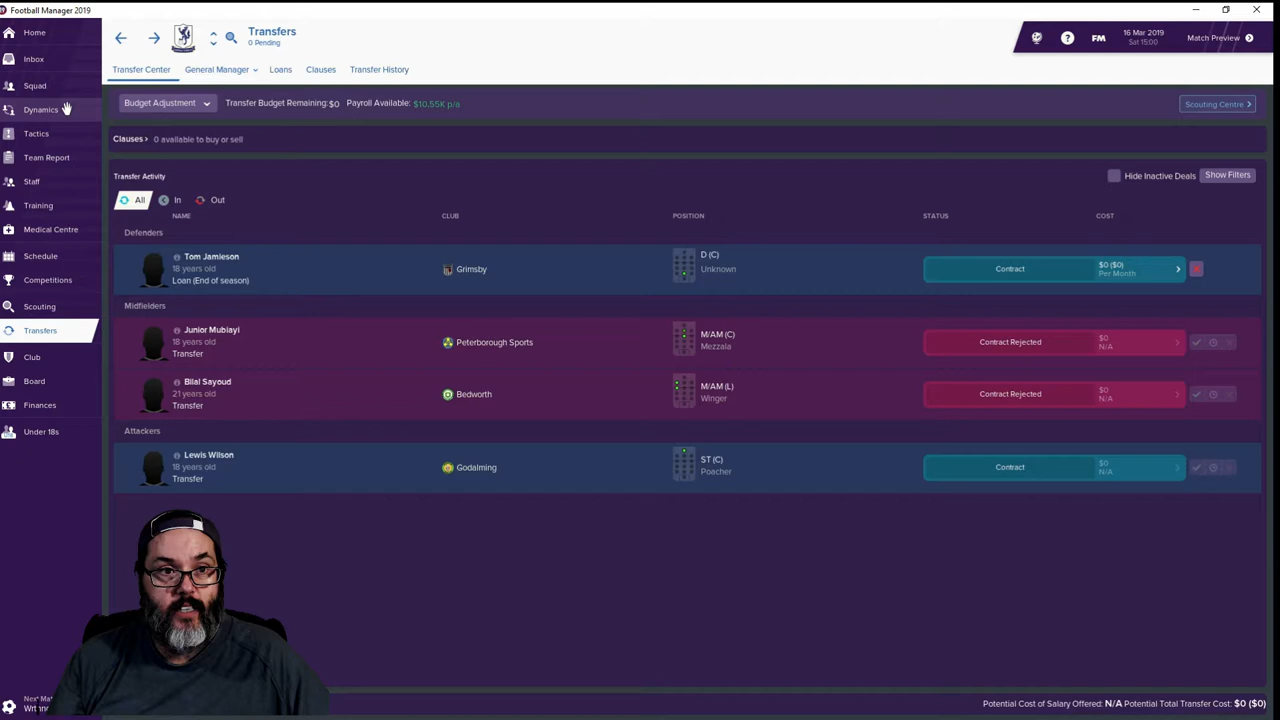 Football Manager 2019
Home
Inbox
Squad
Dynamics
Tactics
Team Report
Staff
Training
Medical Centre
Schedule
Competitions
Scouting
Transfers
Club
Board
Finances
Under 18s
Transfers
0 Pending
FM
16 Mar 2019
Sat 15:00
Match Preview
Transfer Center
General Manager
Loans
Clauses
Transfer History
Budget Adjustment
Transfer Budget Remaining: $0
Payroll Available: $10.55K p/a
Scouting Centre
Clauses > 0 available to buy or sell
Transfer Activity
Hide Inactive Deals
Show Filters
All
In
Out
NAME
CLUB
POSITION
STATUS
COST
Defenders
Tom Jamieson
18 years old
Loan (End of season)
Grimsby
D (C)
Unknown
Contract
$0 ($0)
Per Month
Midfielders
Junior Mubiayi
18 years old
Transfer
Peterborough Sports
M/AM (C)
Mezzala
Contract Rejected
$0
N/A
Bilal Sayoud
21 years old
Transfer
Bedworth
M/AM (L)
Winger
Contract Rejected
$0
N/A
Attackers
Lewis Wilson
18 years old
Transfer
Godalming
ST (C)
Poacher
Contract
$0
N/A
Potential Cost of Salary Offered: N/A Potential Total Transfer Cost: $0 ($0)